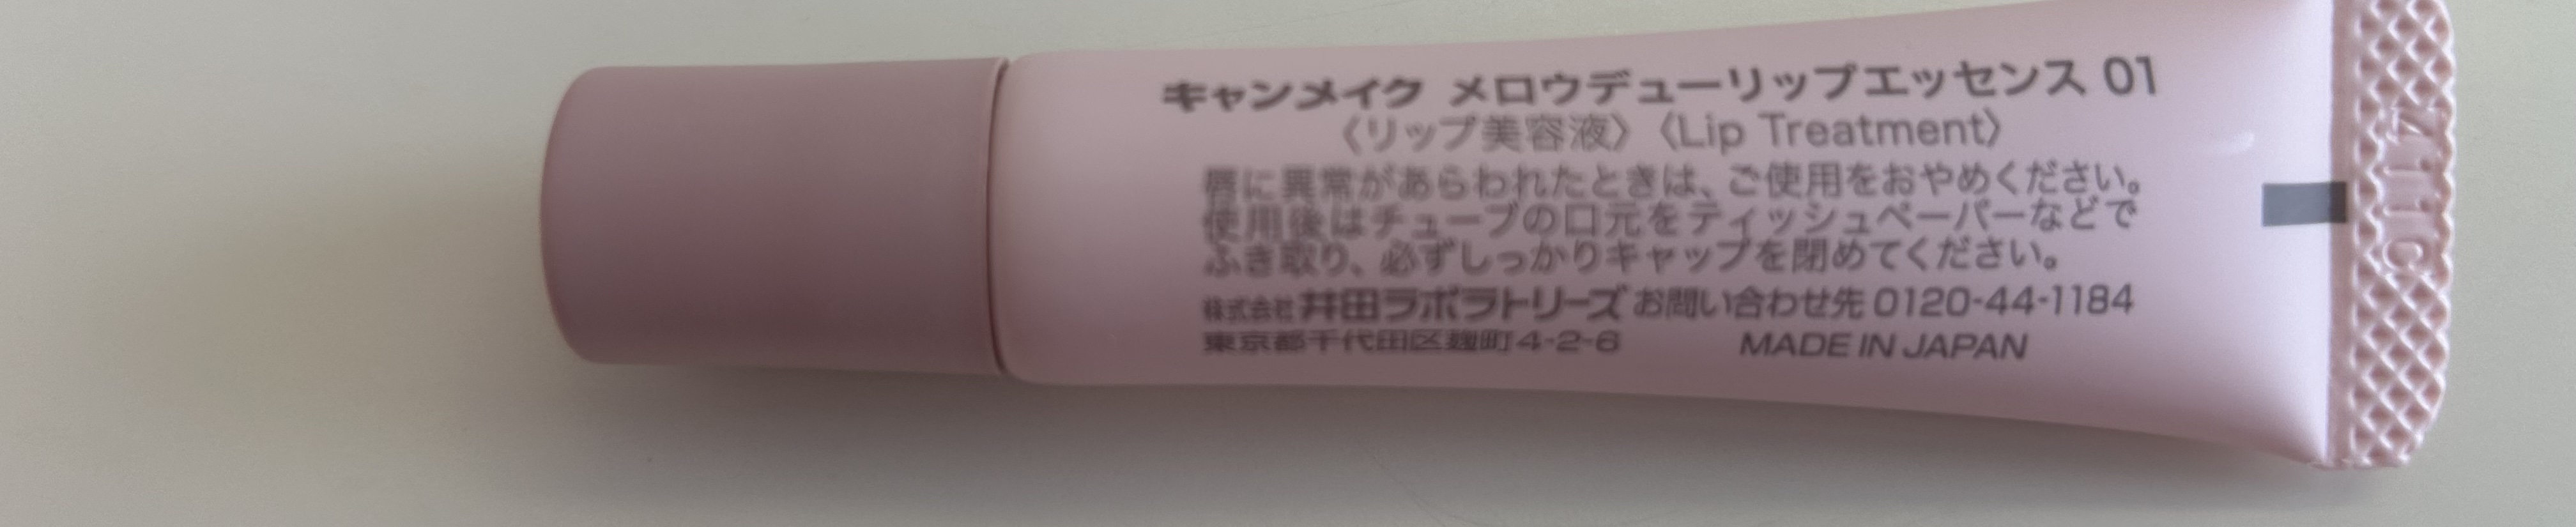 キャンメイク メロウデューリップエッセンス 01
〈リップ美容液〉〈Lip Treatment〉
唇に異常があらわれたときは、ご使用をおやめください。
使用後はチューブの口元をティッシュペーパーなどで
ふき取り、必ずしっかりキャップを閉めてください。
株式会社 井田ラボラトリーズ お問い合わせ先 0120-44-1184
東京都千代田区麹町4-2-6 MADE IN JAPAN